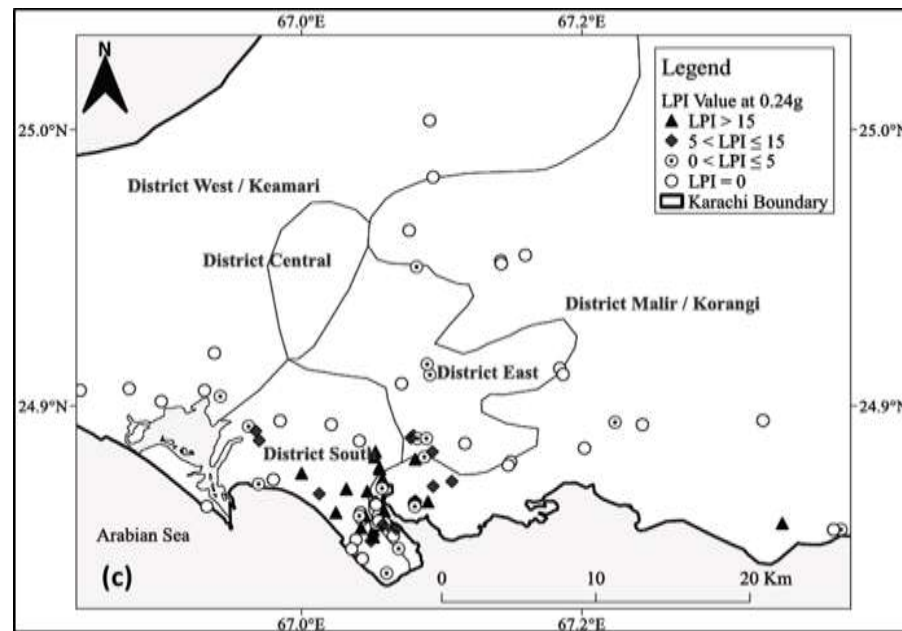 67.0°E 67.2°E
N
Legend
LPI Value at 0.24g
LPI > 15
5 < LPI ≤ 15
0 < LPI ≤ 5
LPI = 0
Karachi Boundary
25.0°N 25.0°N
District West / Keamari
District Central
District Malir / Korangi
District East
24.9°N 24.9°N
District South
Arabian Sea
(c)
0 10 20 Km
67.0°E 67.2°E